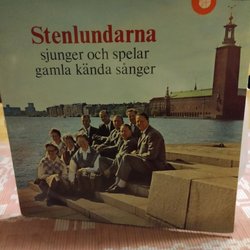 Stenlundarna
sjunger och spelar
gamla kända sånger